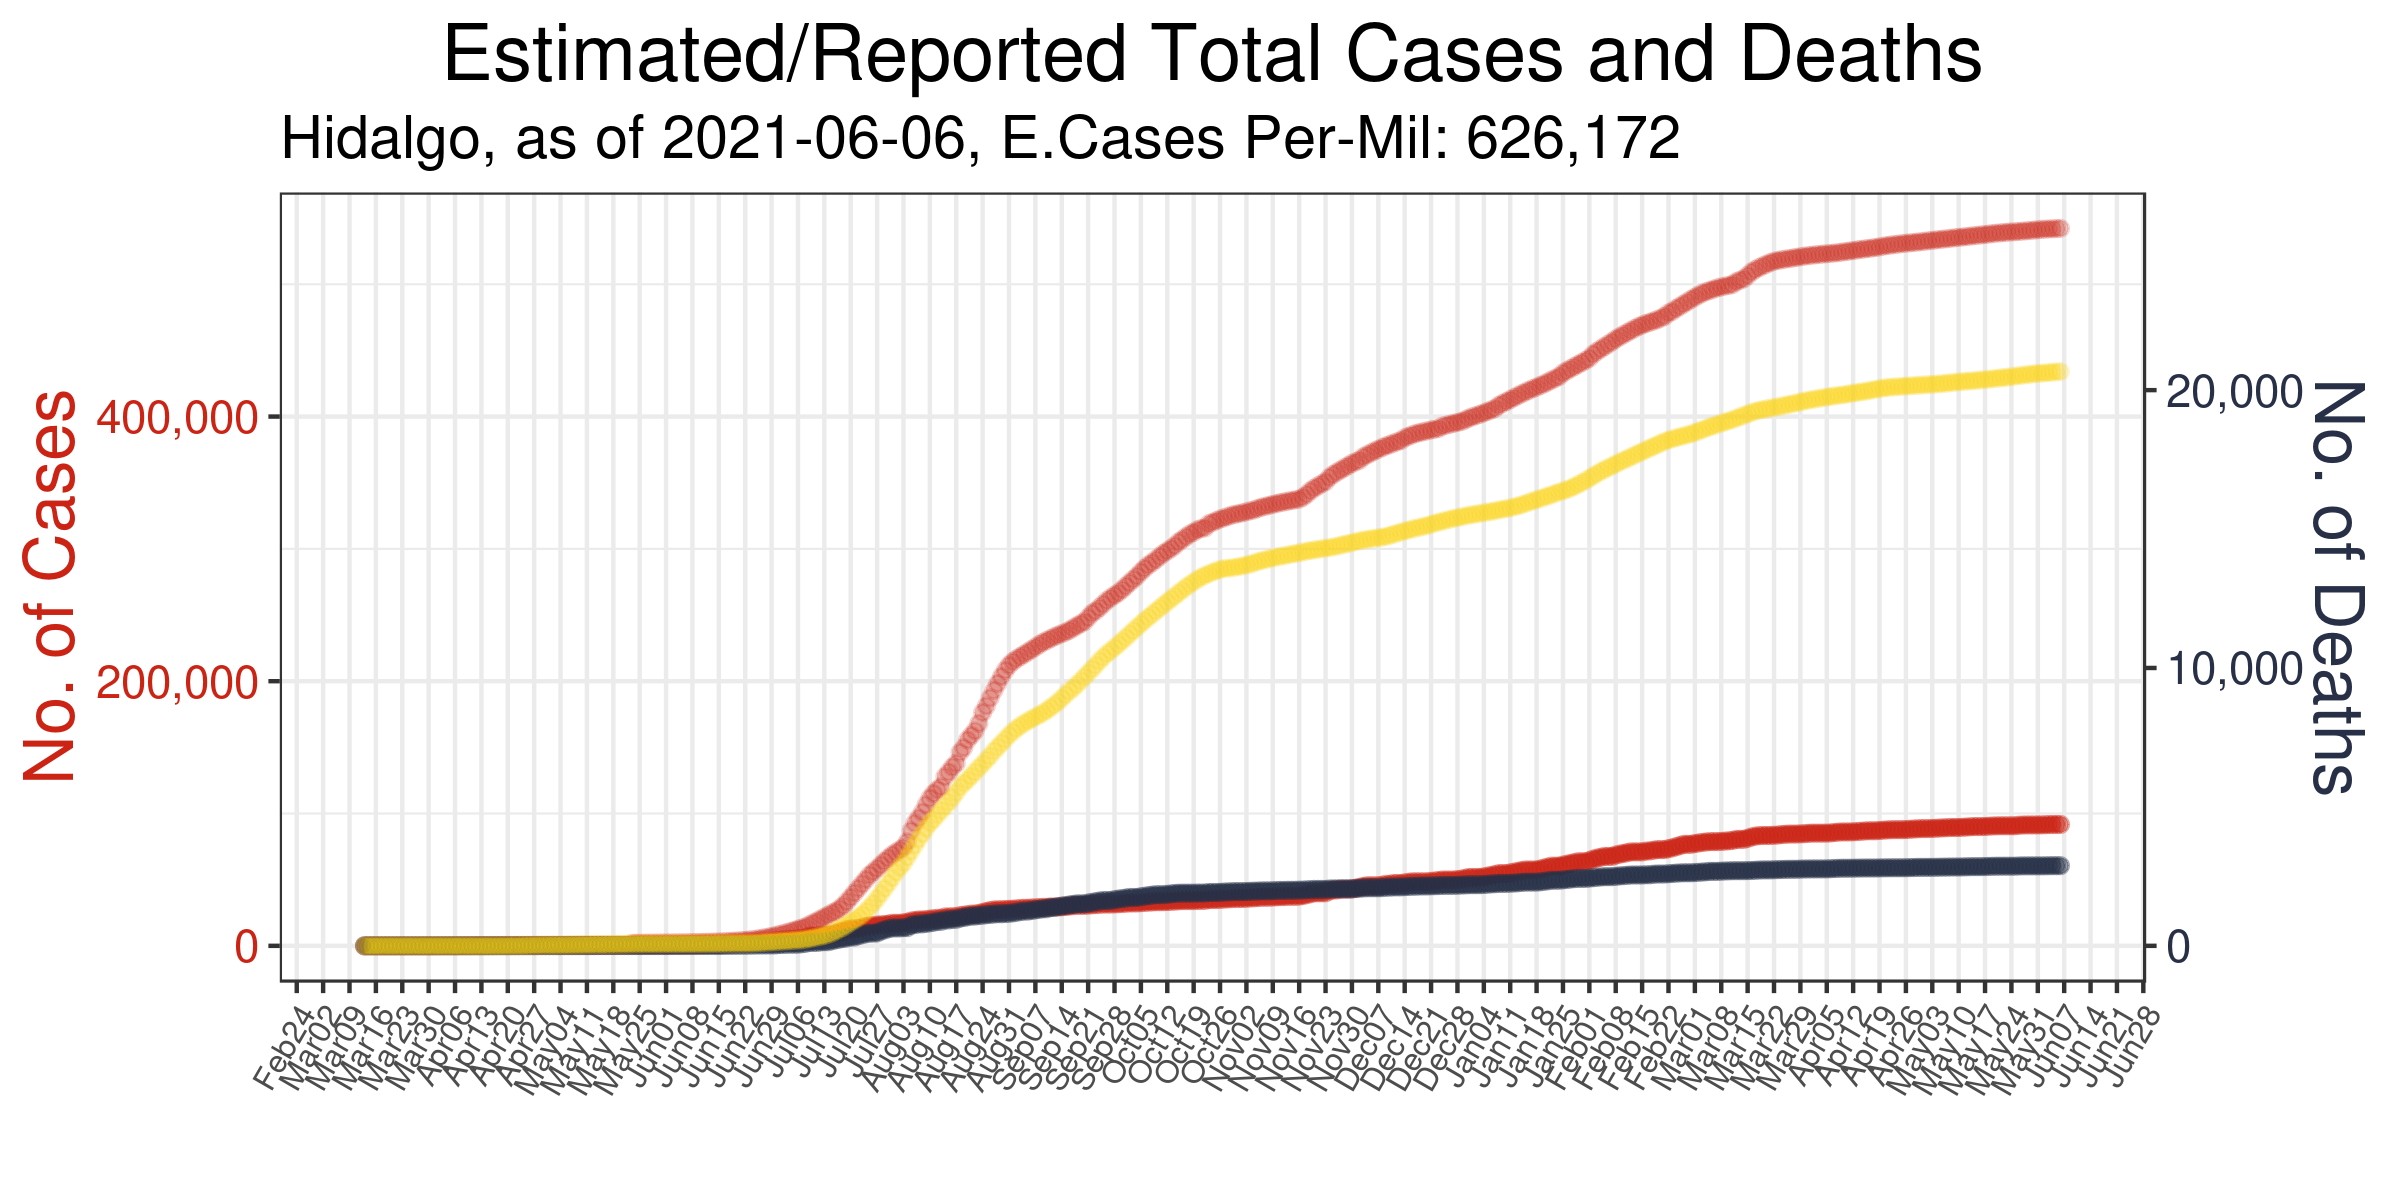 Estimated/Reported Total Cases and Deaths
Hidalgo, as of 2021-06-06, E.Cases Per-Mil: 626,172
No. of Cases
400,000
200,000
0
20,000
10,000
0
No. of Deaths
Feb24
Mar02
Mar09
Mar16
Mar23
Mar30
Apr06
Apr13
Apr20
Apr27
May04
May11
May18
May25
Jun01
Jun08
Jun15
Jun22
Jun29
Jul06
Jul13
Jul20
Jul27
Aug03
Aug10
Aug17
Aug24
Aug31
Sep07
Sep14
Sep21
Sep28
Oct05
Oct12
Oct19
Oct26
Nov02
Nov09
Nov16
Nov23
Nov30
Dec07
Dec14
Dec21
Dec28
Jan04
Jan11
Jan18
Jan25
Feb01
Feb08
Feb15
Feb22
Mar01
Mar08
Mar15
Mar22
Mar29
Apr05
Apr12
Apr19
Apr26
May03
May10
May17
May24
May31
Jun07
Jun14
Jun21
Jun28